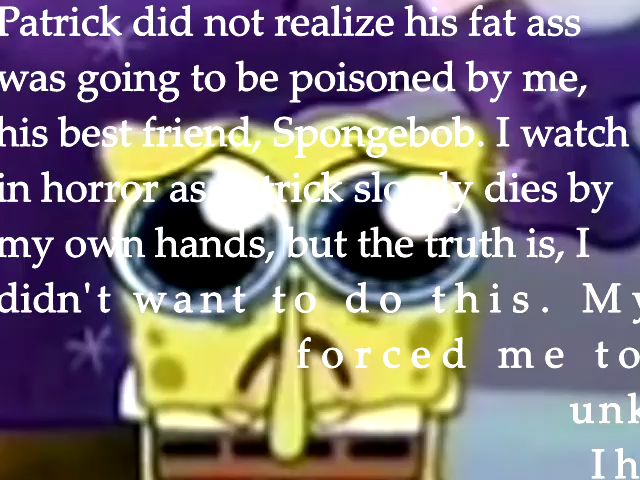 Patrick did not realize his fat ass
was going to be poisoned by me,
his best friend, Spongebob. I watch
in horror as Patrick slowly dies by
my own hands, but the truth is, I
didn't want to do this. My
forced me to
unk
I h